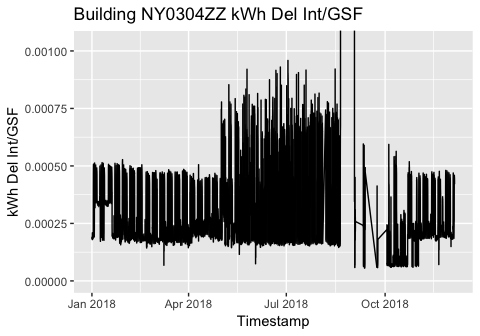 Building NY0304ZZ kWh Del Int/GSF
0.00100
0.00075
0.00050
0.00025
0.00000
kWh Del Int/GSF
Jan 2018 Apr 2018 Jul 2018 Oct 2018
Timestamp